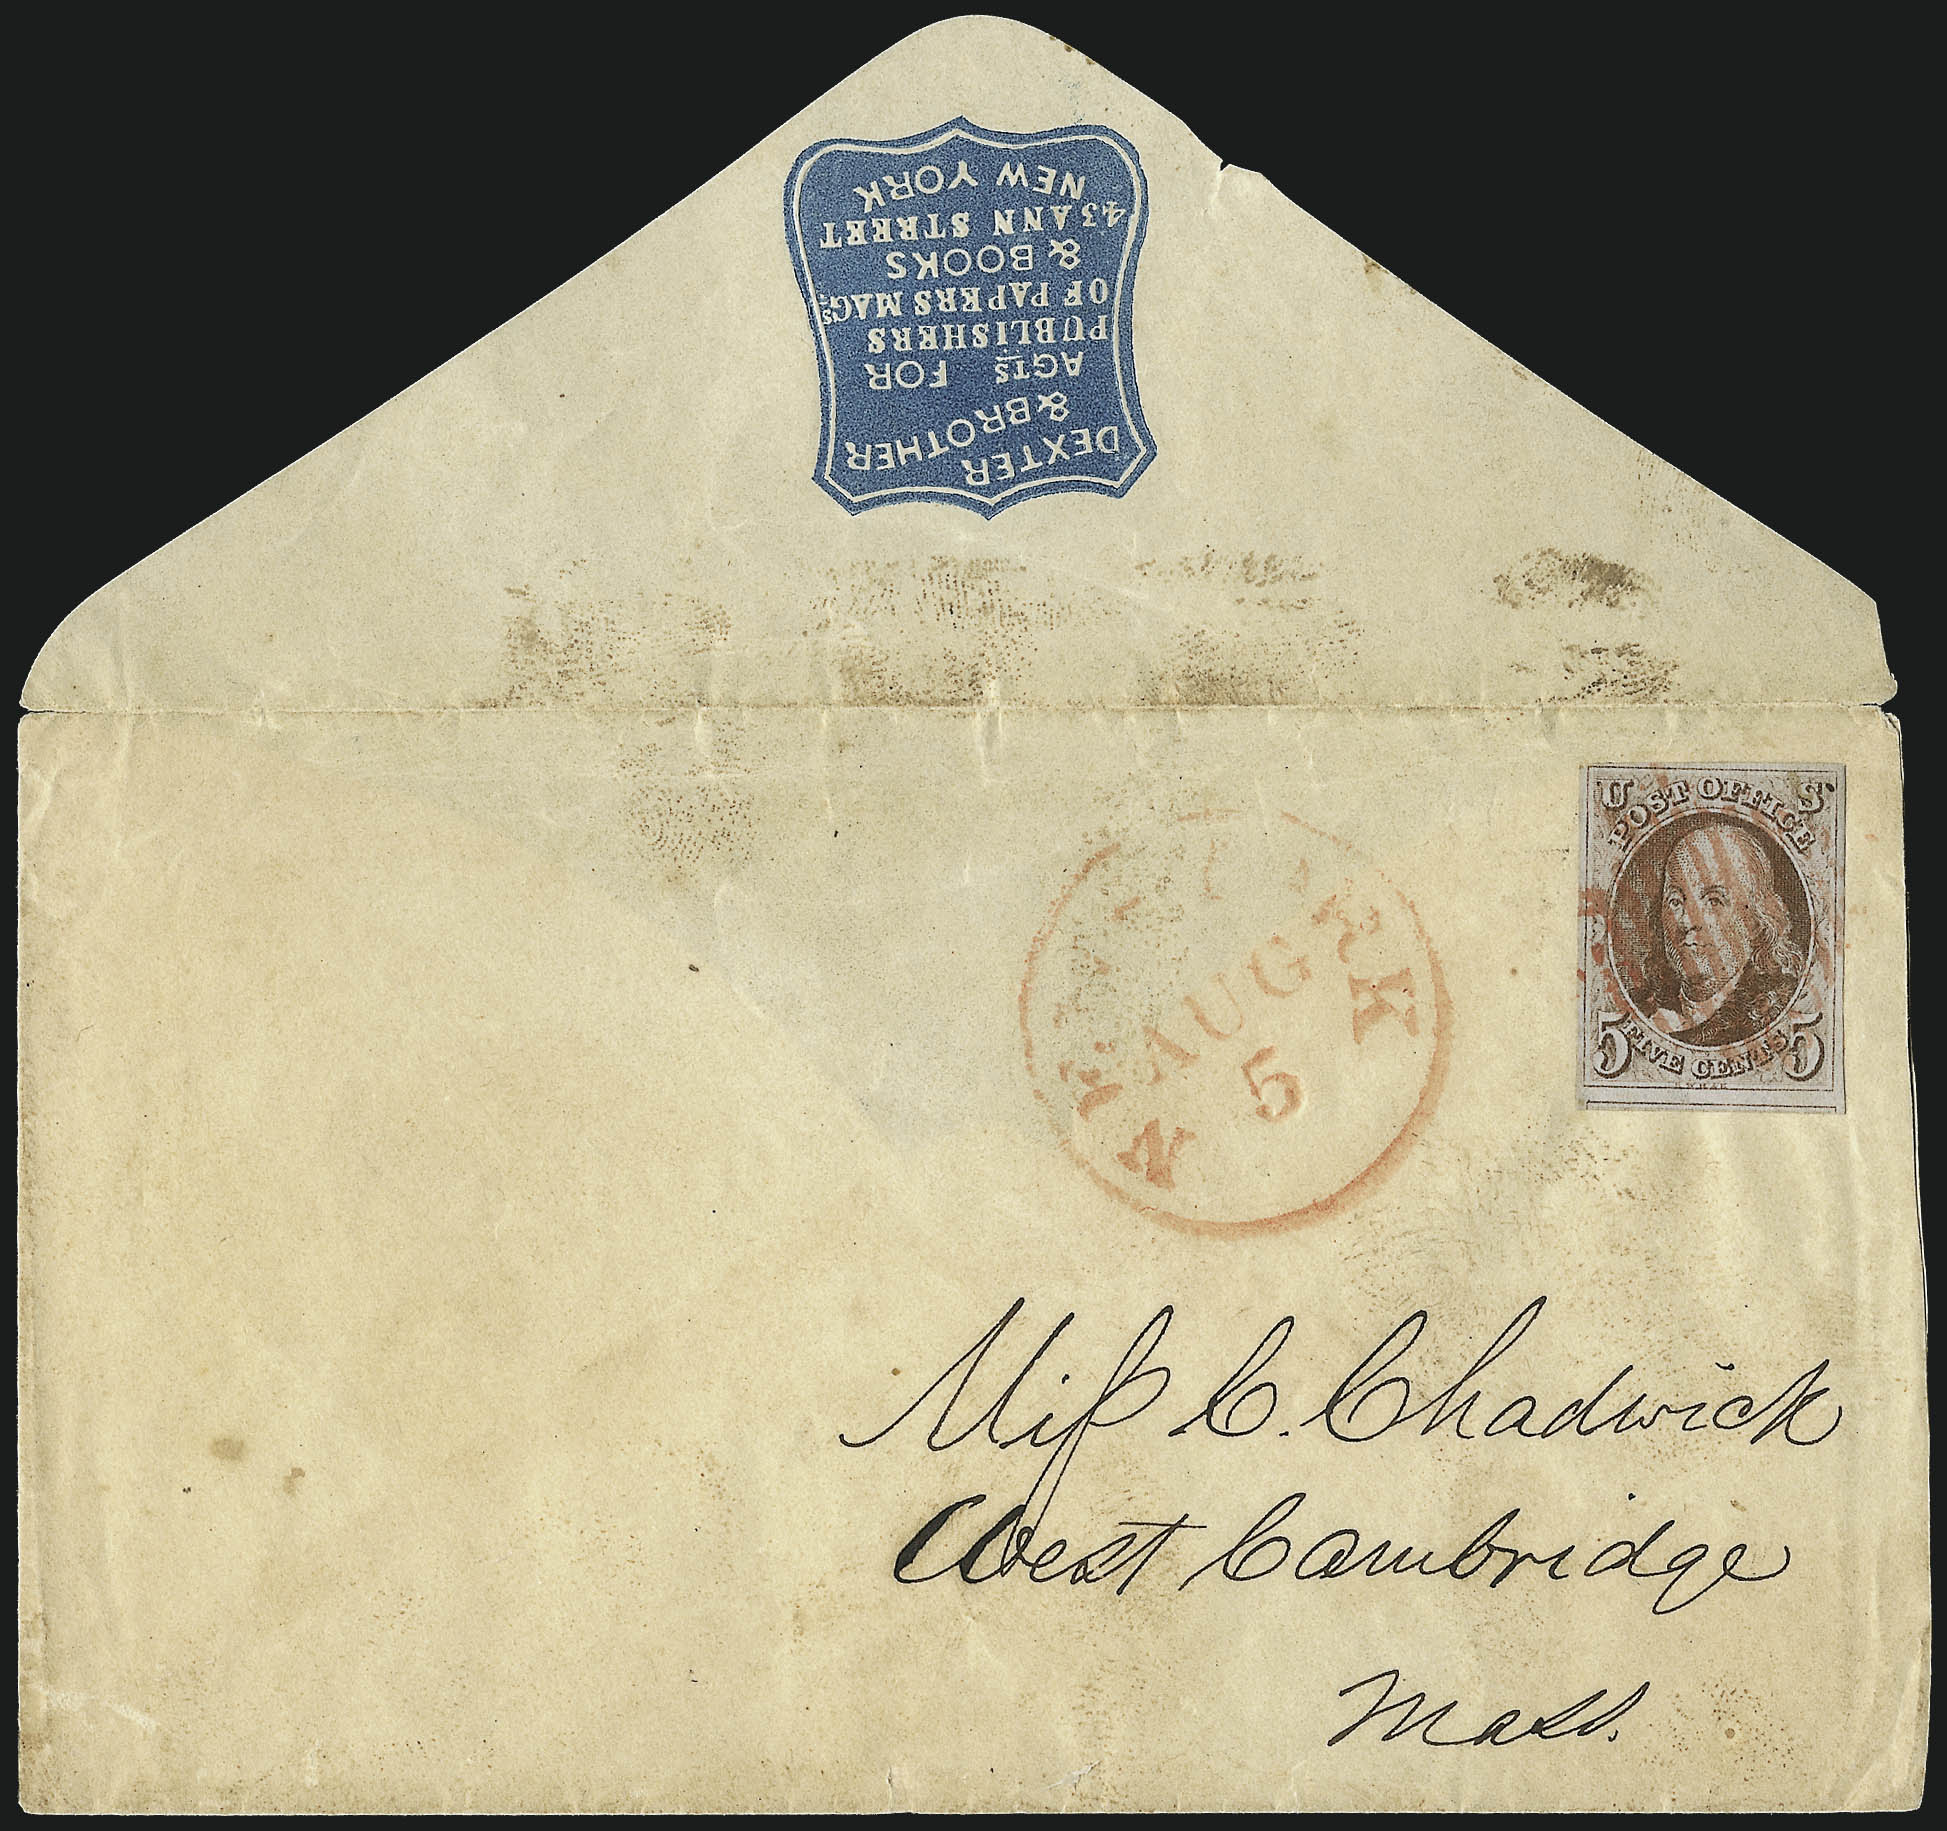 DEXTER
& BROTHER
AGTS FOR
PUBLISHERS
OF PAPERS MAGS
& BOOKS
43 ANN STREET
NEW YORK
U S
POST OFFICE
5 FIVE CENTS 5
AUG
5
Miss C. Chadwick
West Cambridge
Mass.